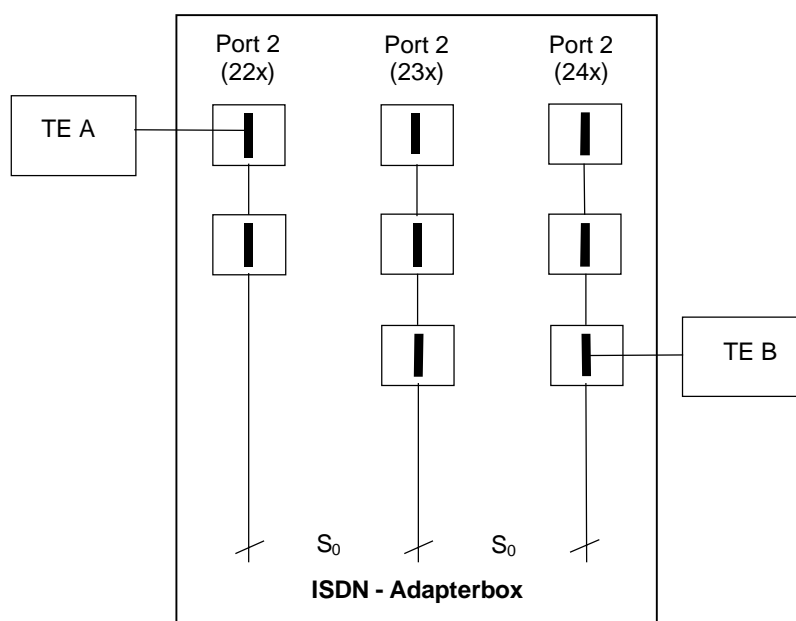 Port 2 Port 2 Port 2
(22x) (23x) (24x)
TE A
TE B
S₀ S₀
ISDN - Adapterbox